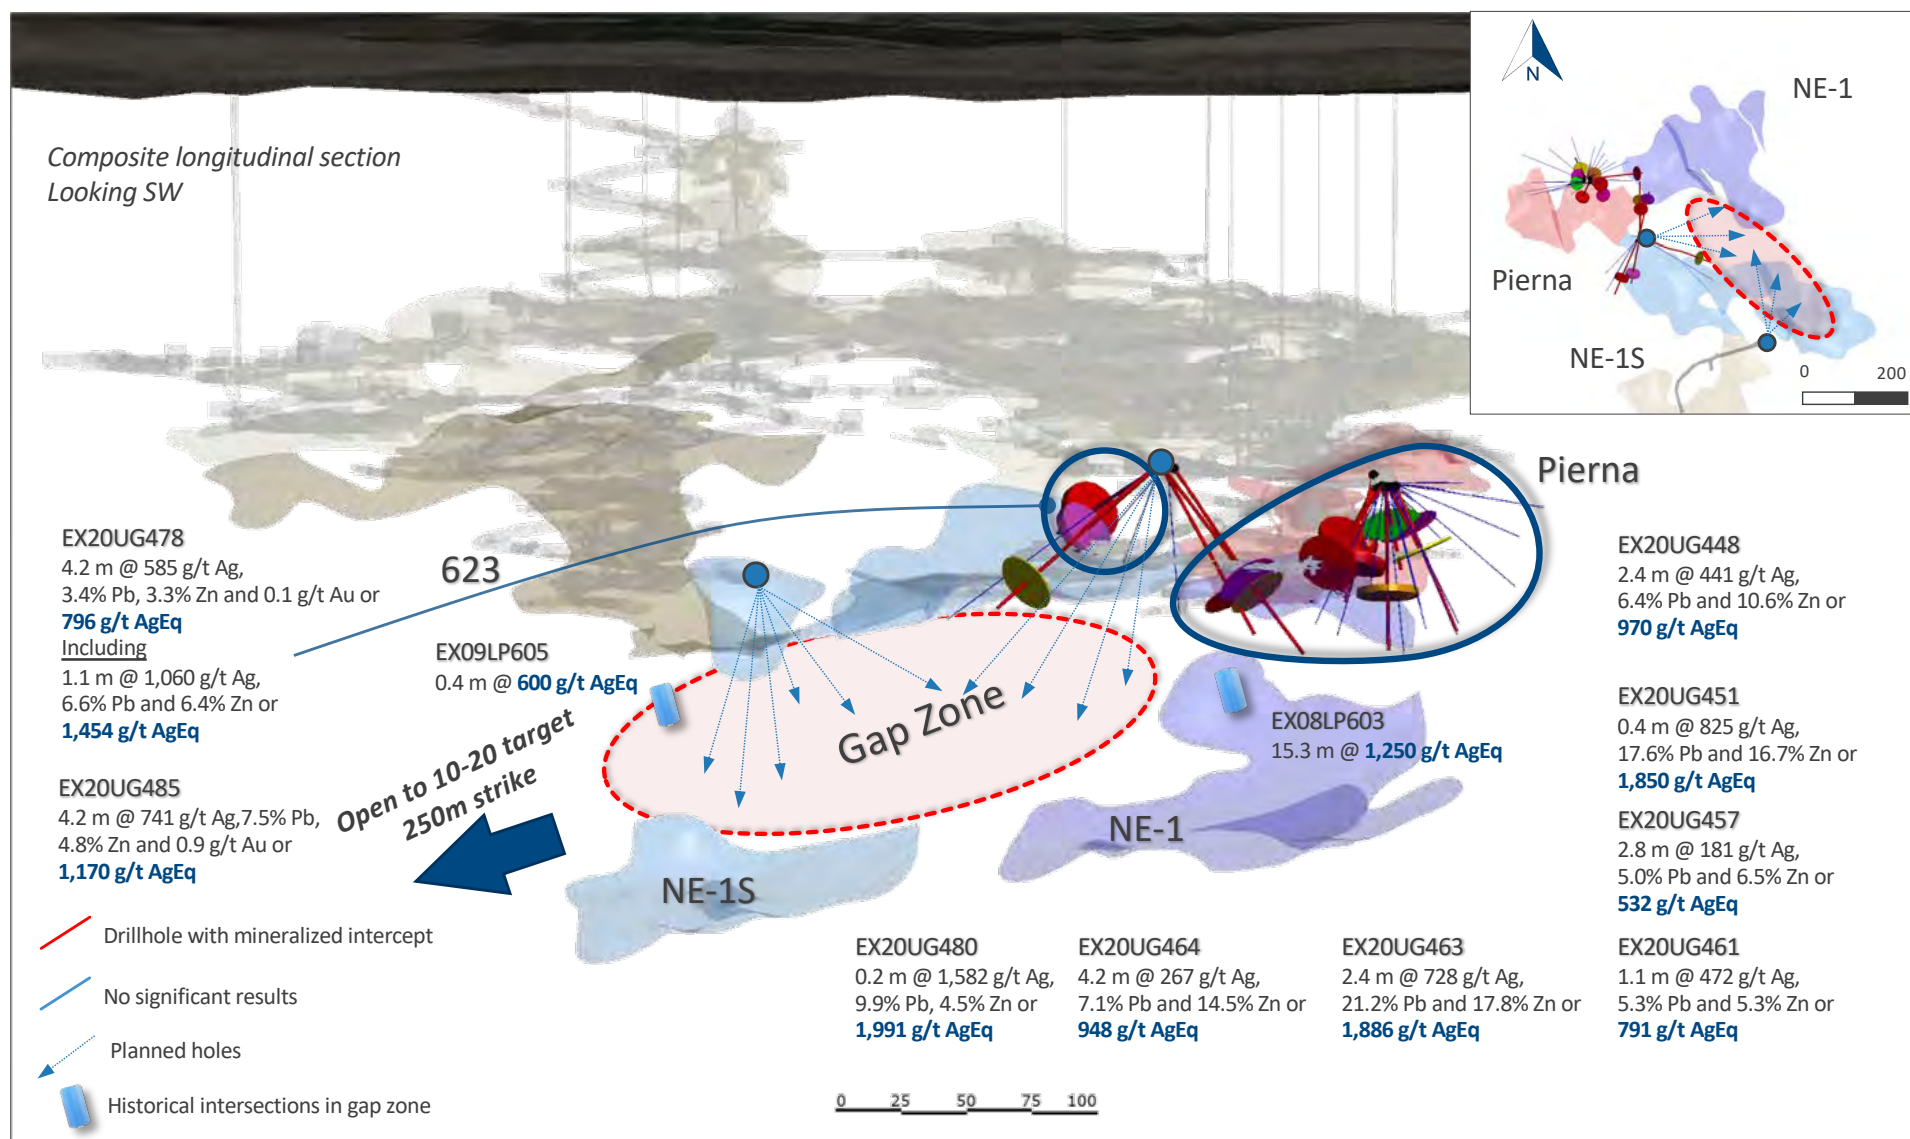 Composite longitudinal section
Looking SW
N
NE-1
Pierna
NE-1S
0 200
Pierna
623
EX20UG478
4.2 m @ 585 g/t Ag,
3.4% Pb, 3.3% Zn and 0.1 g/t Au or
796 g/t AgEq
Including
1.1 m @ 1,060 g/t Ag,
6.6% Pb and 6.4% Zn or
1,454 g/t AgEq
EX20UG485
4.2 m @ 741 g/t Ag,7.5% Pb,
4.8% Zn and 0.9 g/t Au or
1,170 g/t AgEq
EX09LP605
0.4 m @ 600 g/t AgEq
Open to 10-20 target
250m strike
Gap Zone
EX08LP603
15.3 m @ 1,250 g/t AgEq
NE-1
NE-1S
EX20UG448
2.4 m @ 441 g/t Ag,
6.4% Pb and 10.6% Zn or
970 g/t AgEq
EX20UG451
0.4 m @ 825 g/t Ag,
17.6% Pb and 16.7% Zn or
1,850 g/t AgEq
EX20UG457
2.8 m @ 181 g/t Ag,
5.0% Pb and 6.5% Zn or
532 g/t AgEq
EX20UG480
0.2 m @ 1,582 g/t Ag,
9.9% Pb, 4.5% Zn or
1,991 g/t AgEq
EX20UG464
4.2 m @ 267 g/t Ag,
7.1% Pb and 14.5% Zn or
948 g/t AgEq
EX20UG463
2.4 m @ 728 g/t Ag,
21.2% Pb and 17.8% Zn or
1,886 g/t AgEq
EX20UG461
1.1 m @ 472 g/t Ag,
5.3% Pb and 5.3% Zn or
791 g/t AgEq
Drillhole with mineralized intercept
No significant results
Planned holes
Historical intersections in gap zone
0 25 50 75 100